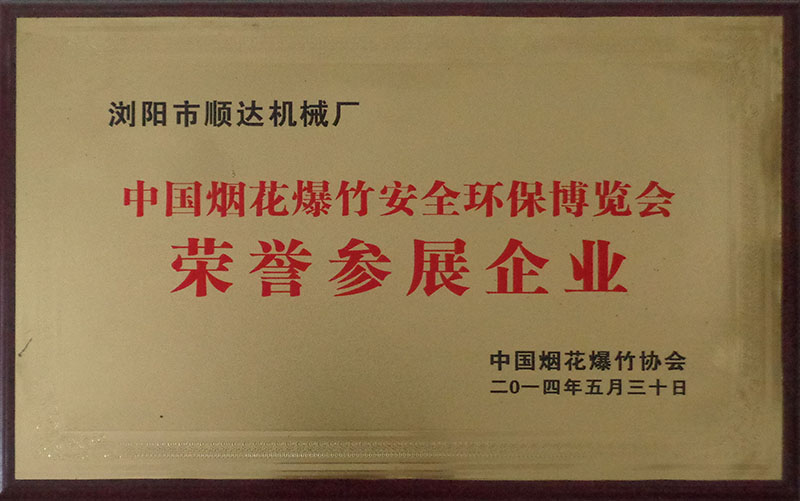 浏阳市顺达机械厂
中国烟花爆竹安全环保博览会
荣誉参展企业
中国烟花爆竹协会
二0一四年五月三十日